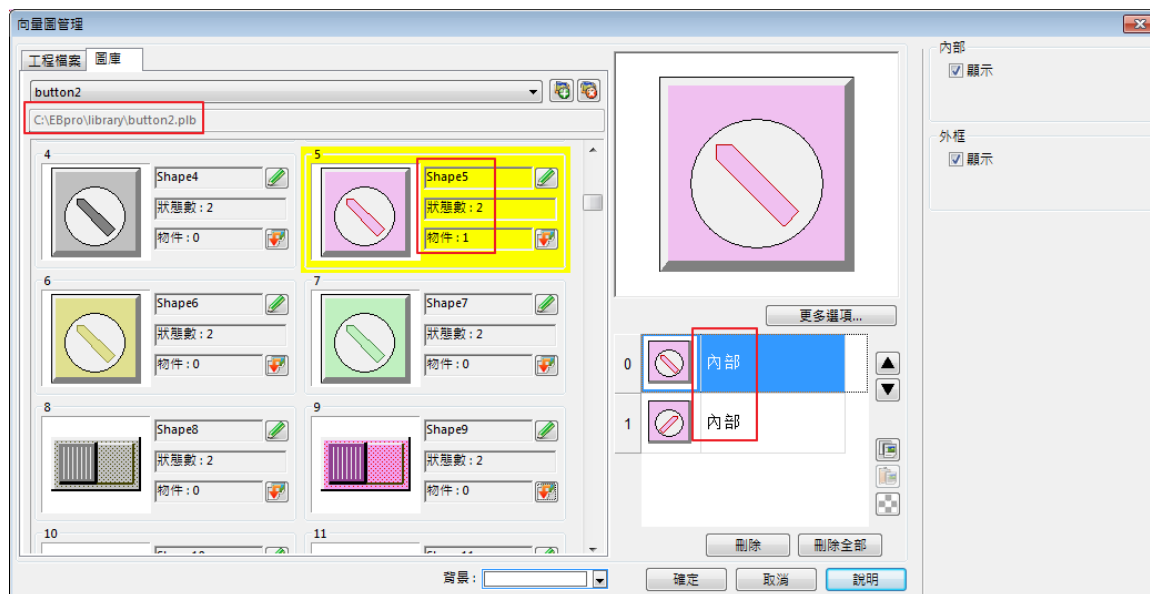 向量圖管理
工程檔案 圖庫
button2
C:\EBpro\library\button2.plb
4
Shape4
狀態數 : 2
物件 : 0
5
Shape5
狀態數 : 2
物件 : 1
6
Shape6
狀態數 : 2
物件 : 0
7
Shape7
狀態數 : 2
物件 : 0
8
Shape8
狀態數 : 2
物件 : 0
9
Shape9
狀態數 : 2
物件 : 0
10
11
背景 :
更多選項...
0 內部
1 內部
刪除 刪除全部
確定 取消 說明
內部
顯示
外框
顯示